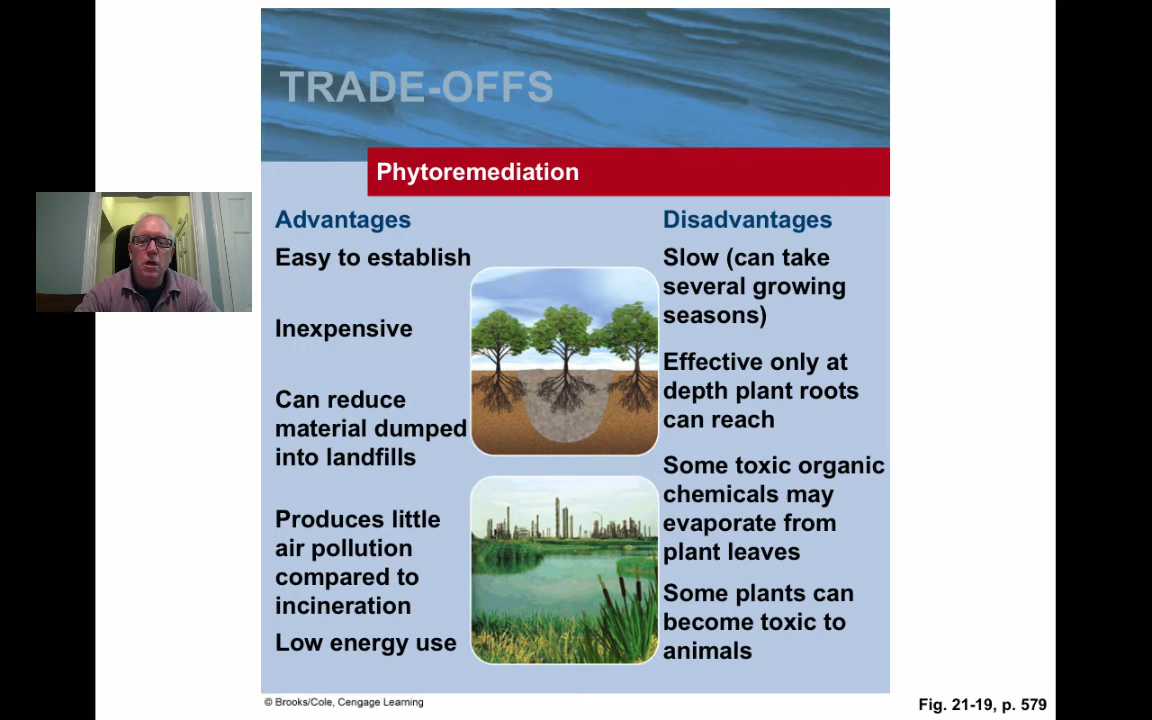 TRADE-OFFS
Phytoremediation
Advantages
Easy to establish
Inexpensive
Can reduce
material dumped
into landfills
Produces little
air pollution
compared to
incineration
Low energy use
Disadvantages
Slow (can take
several growing
seasons)
Effective only at
depth plant roots
can reach
Some toxic organic
chemicals may
evaporate from
plant leaves
Some plants can
become toxic to
animals
© Brooks/Cole, Cengage Learning
Fig. 21-19, p. 579